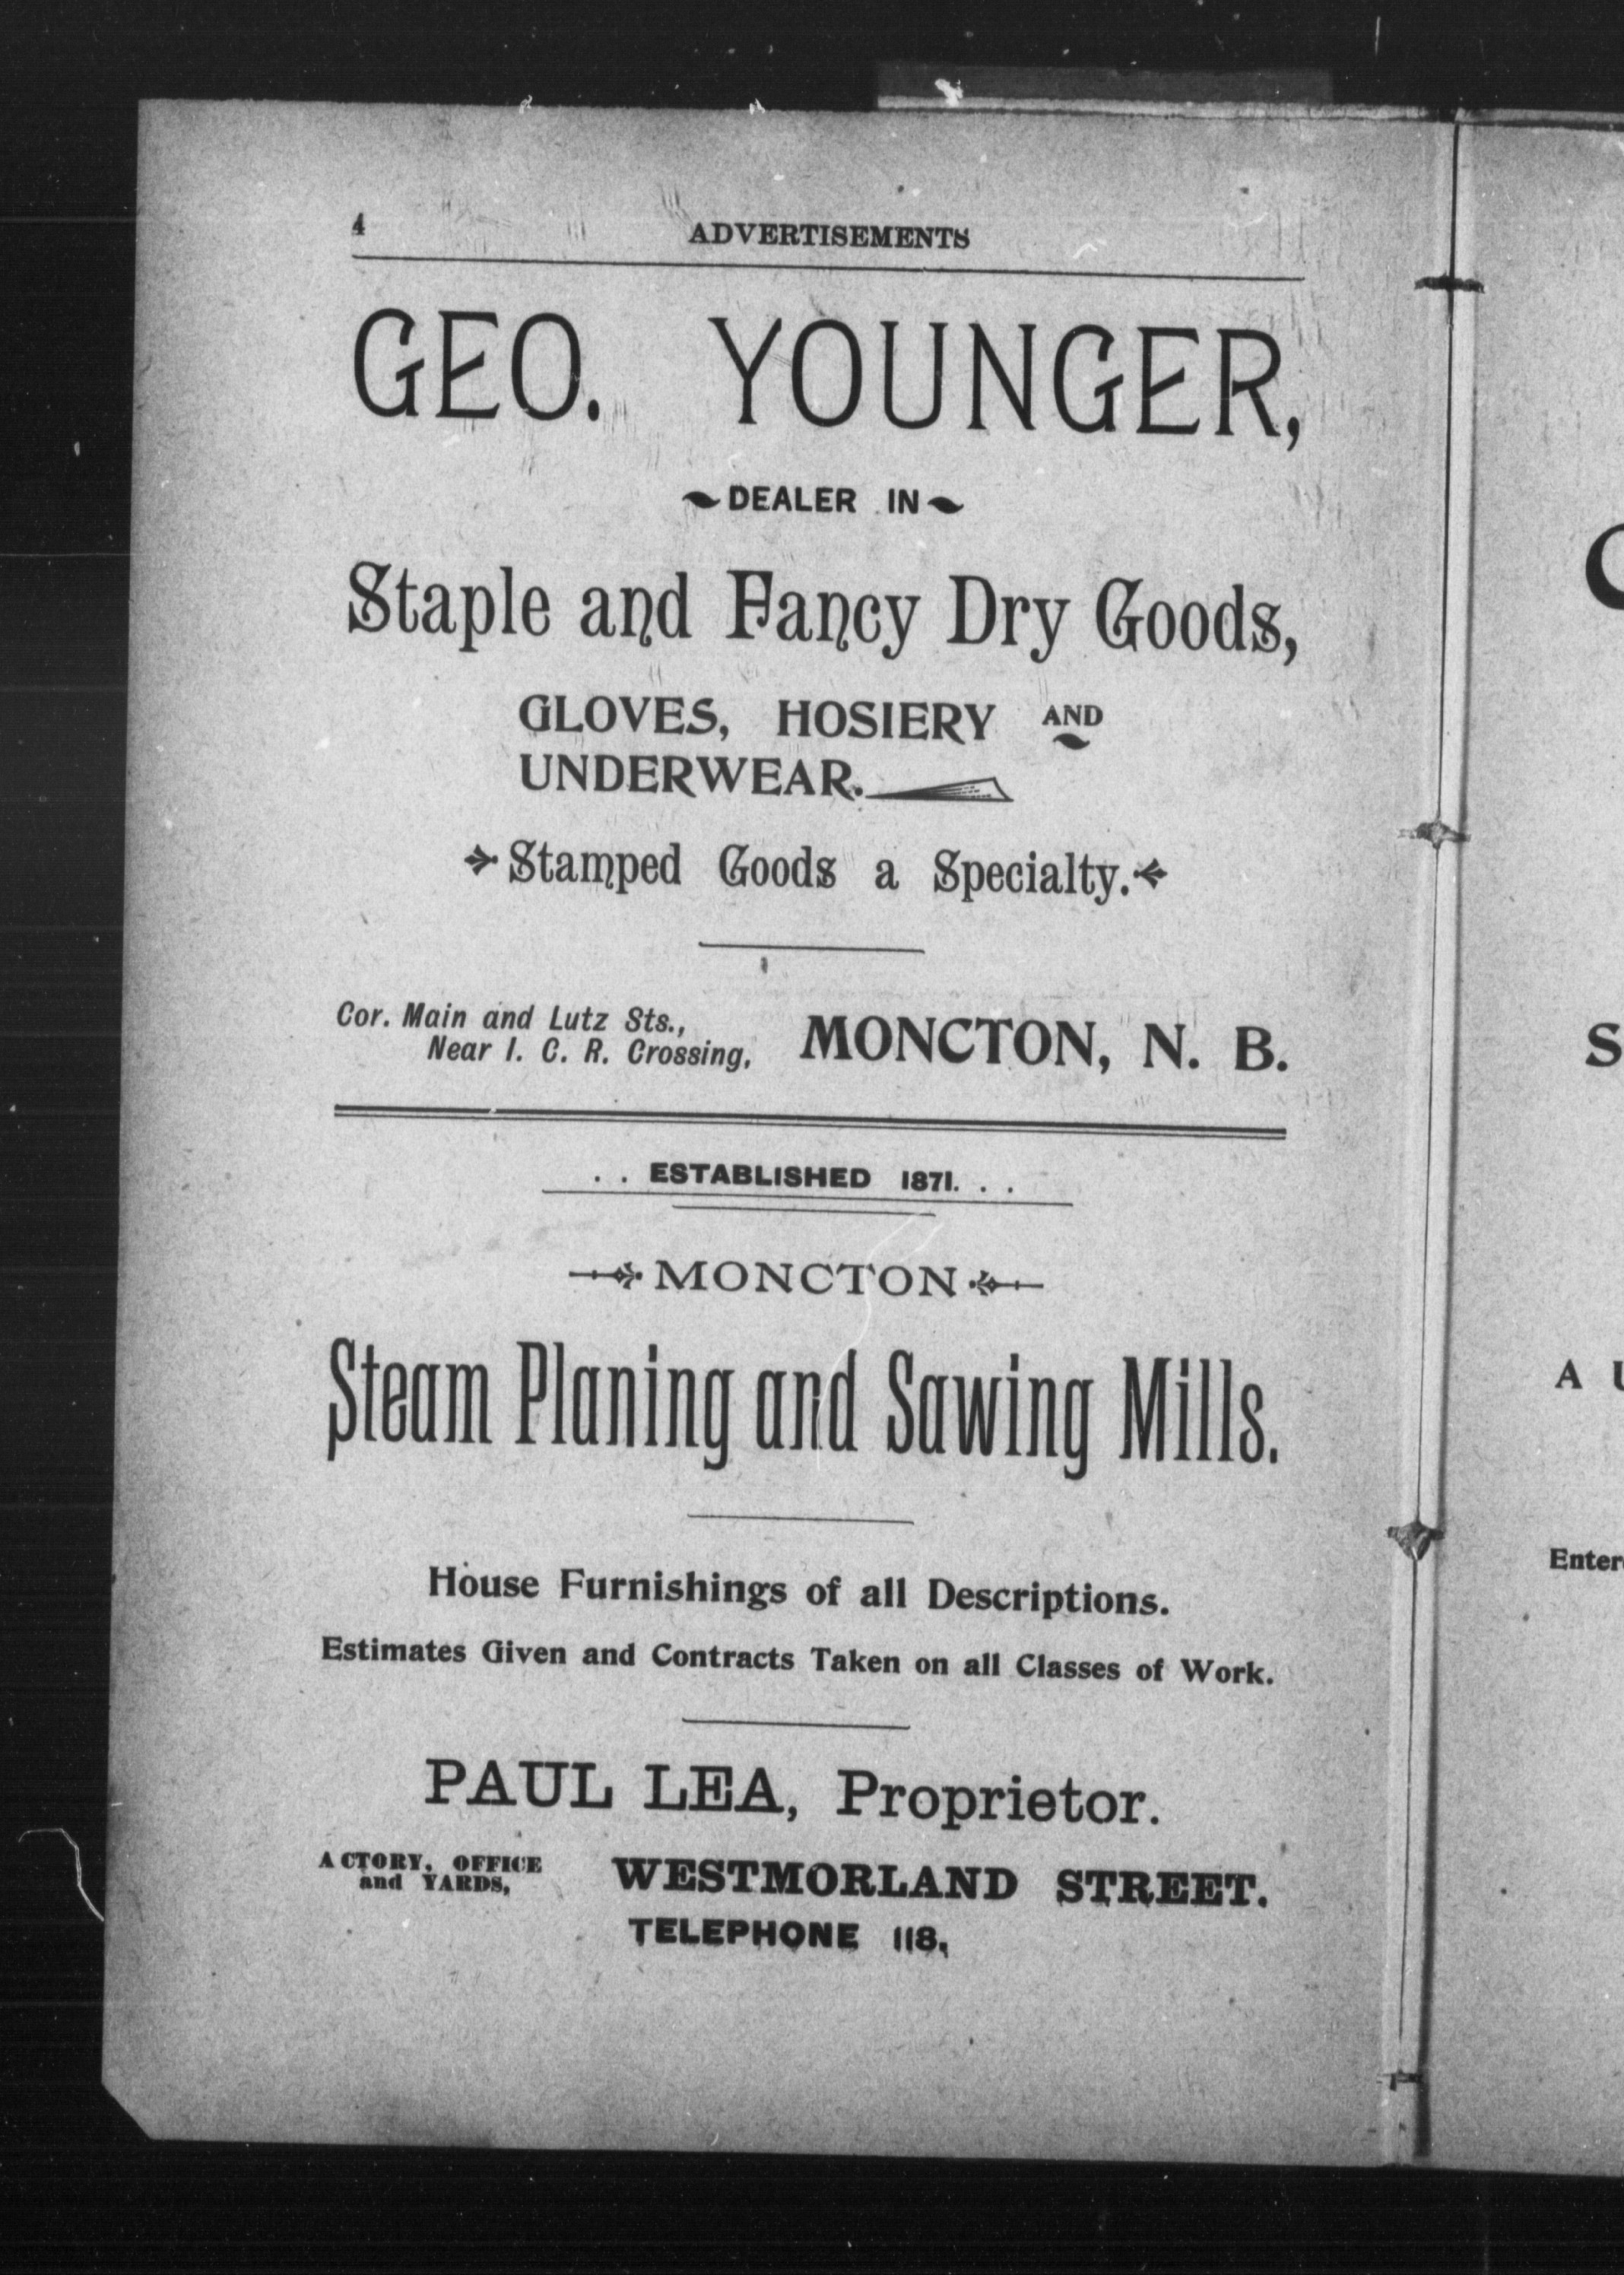 4 ADVERTISEMENTS
GEO. YOUNGER,
DEALER IN
Staple and Fancy Dry Goods,
GLOVES, HOSIERY AND
UNDERWEAR.
Stamped Goods a Specialty.
Cor. Main and Lutz Sts.,
Near I. C. R. Crossing,
MONCTON, N. B.
. . ESTABLISHED 1871. . .
MONCTON
Steam Planing and Sawing Mills.
House Furnishings of all Descriptions.
Estimates Given and Contracts Taken on all Classes of Work.
PAUL LEA, Proprietor.
ACTORY, OFFICE
and YARDS,
WESTMORLAND STREET.
TELEPHONE 118,
S
A
Enter